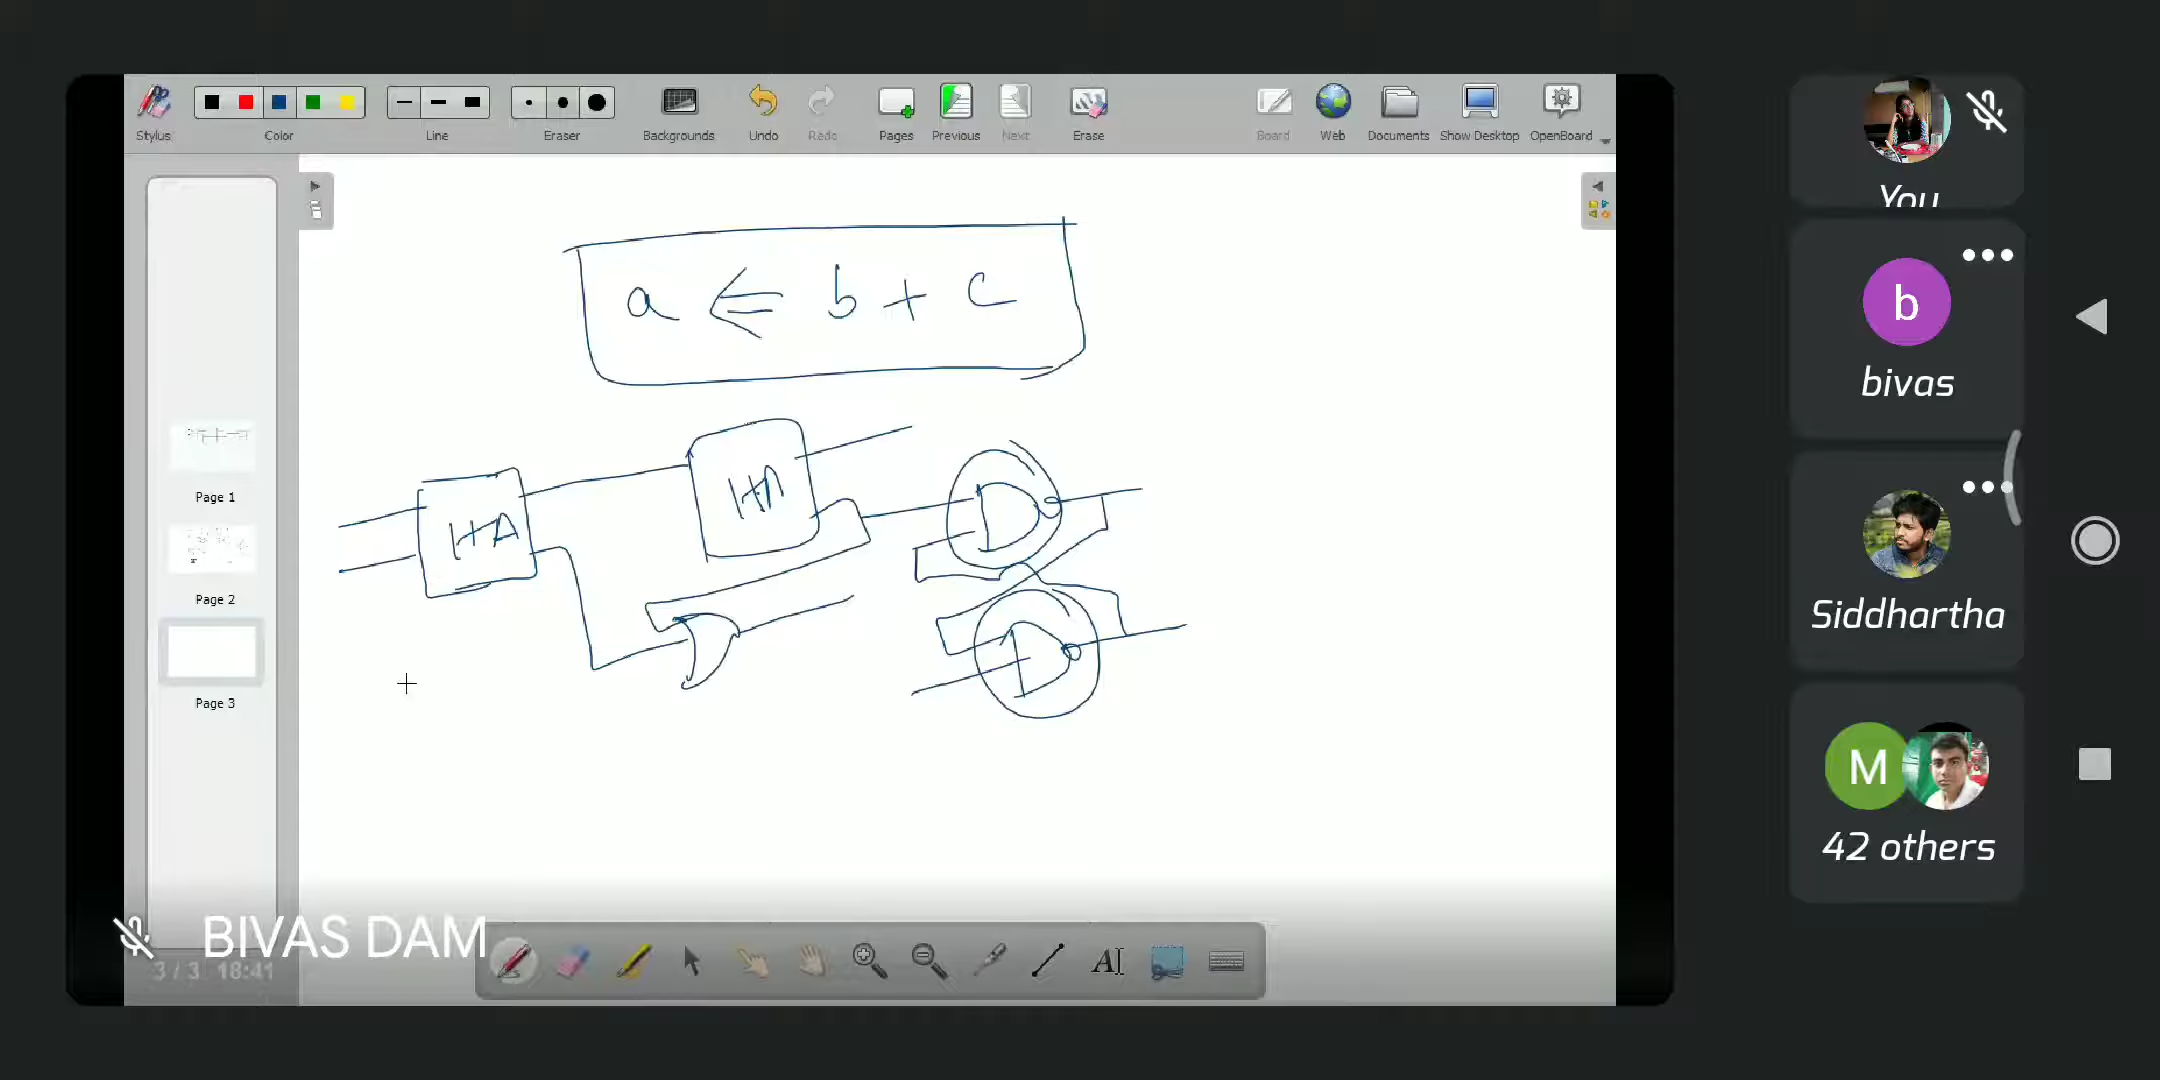 Stylus Color Line Eraser Backgrounds Undo Redo Pages Previous Next Erase Board Web Documents Show Desktop OpenBoard
You
a ⇐ b + c
b
bivas
HA
HA
Page 1
Page 2
Page 3
Siddhartha
M
42 others
BIVAS DAM
3 / 3 18:41
AI